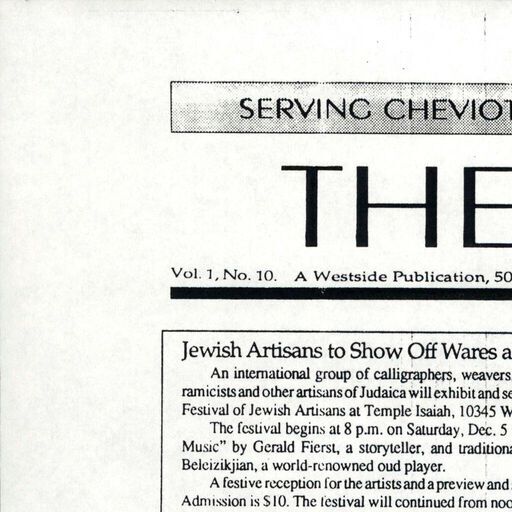 SERVING CHEVIOT
THE
Vol. 1, No. 10. A Westside Publication, 50
Jewish Artisans to Show Off Wares a
An international group of calligraphers, weavers,
ramicists and other artisans of Judaica will exhibit and se
Festival of Jewish Artisans at Temple Isaiah, 10345 W
The festival begins at 8 p.m. on Saturday, Dec. 5
Music" by Gerald Fierst, a storyteller, and traditiona
Beleizikjian, a world-renowned oud player.
A festive reception for the artists and a preview and
Admission is $10. The festival will continued from noo